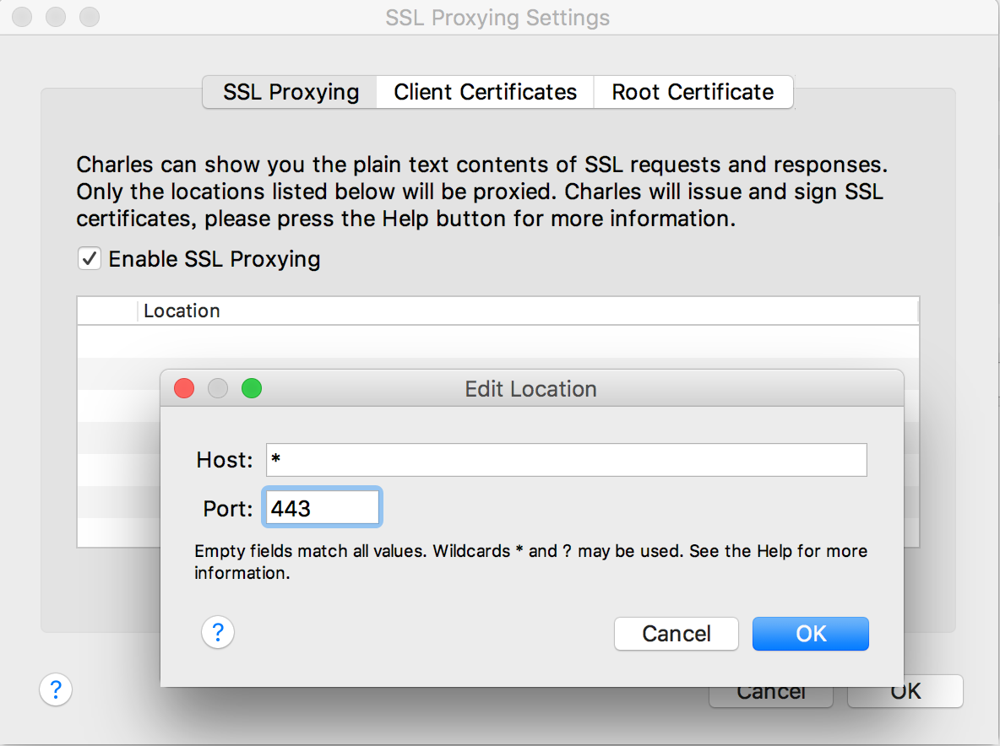 SSL Proxying Settings
SSL Proxying Client Certificates Root Certificate
Charles can show you the plain text contents of SSL requests and responses.
Only the locations listed below will be proxied. Charles will issue and sign SSL
certificates, please press the Help button for more information.
Enable SSL Proxying
Location
Edit Location
Host: *
Port: 443
Empty fields match all values. Wildcards * and ? may be used. See the Help for more
information.
? Cancel OK
? Cancel OK